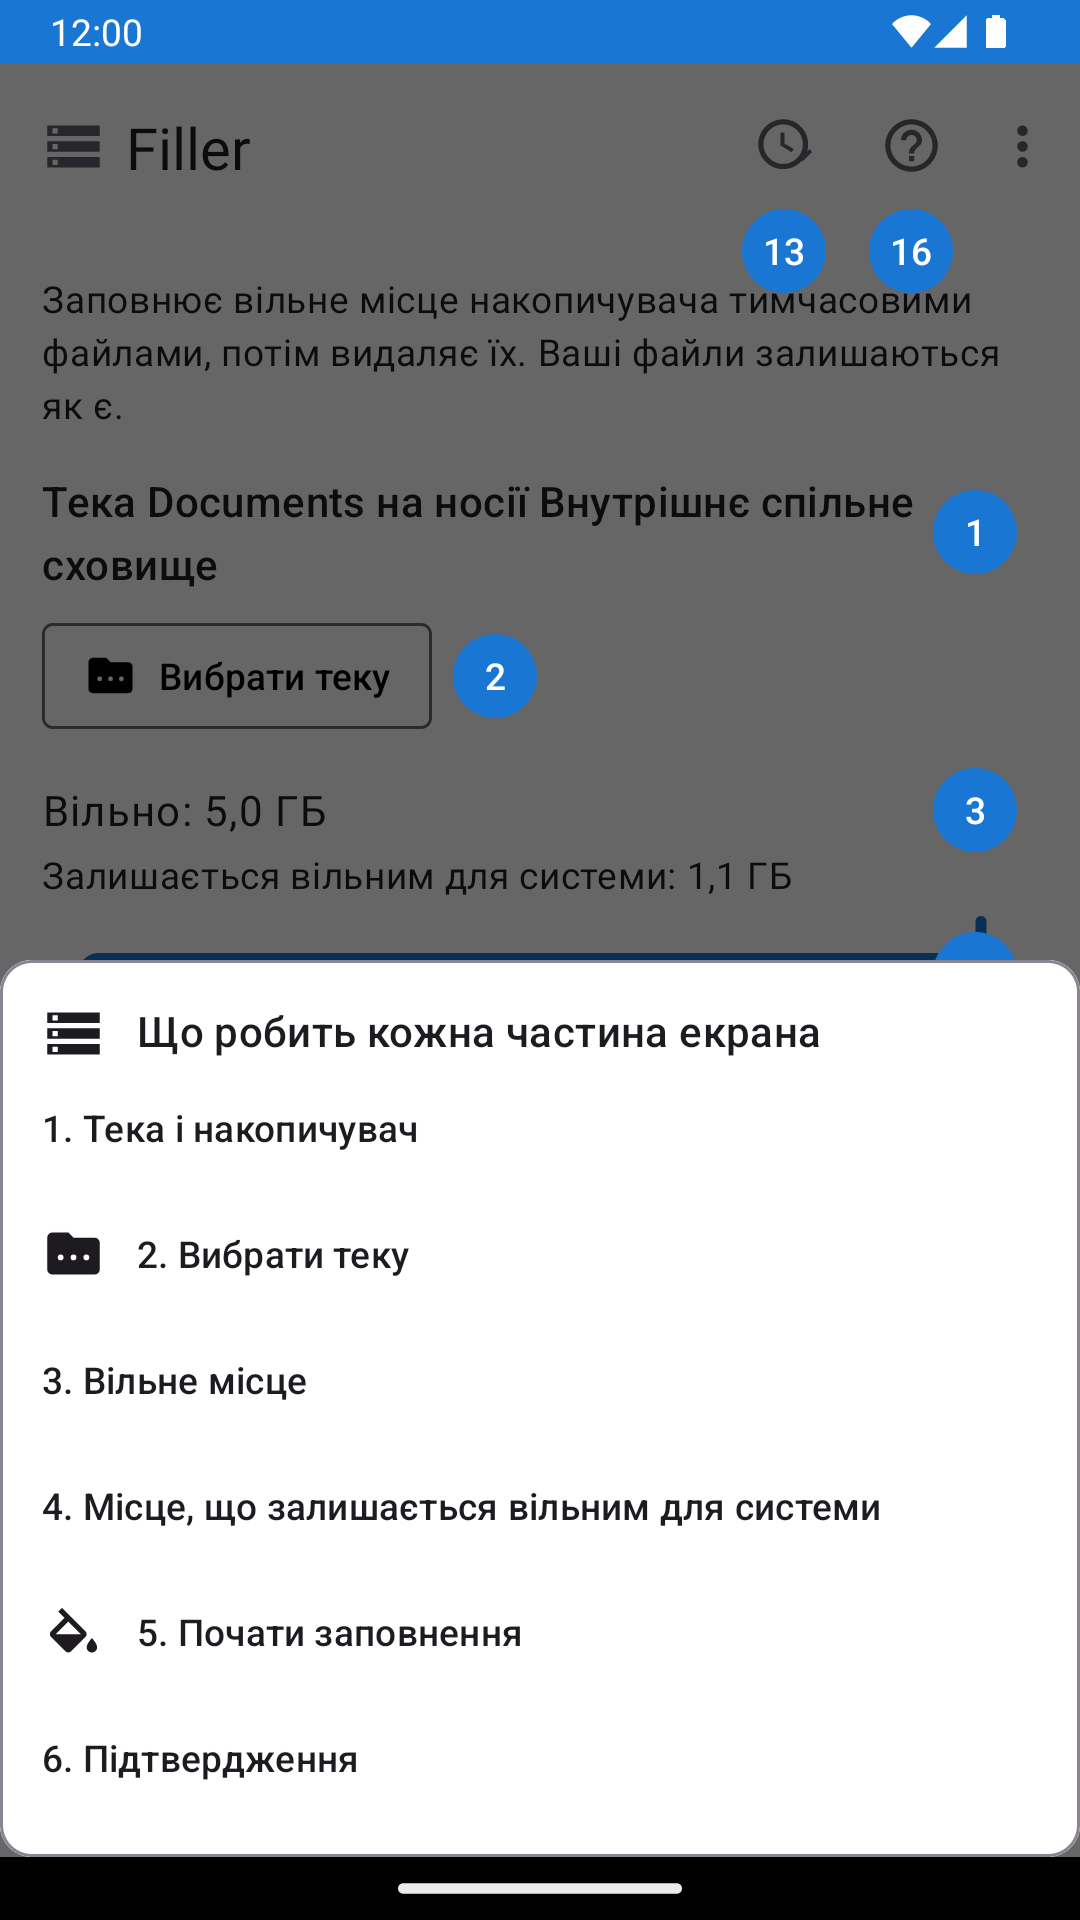 12:00
Filler
13
16
Заповнює вільне місце накопичувача тимчасовими
файлами, потім видаляє їх. Ваші файли залишаються
як є.
Тека Documents на носії Внутрішнє спільне
сховище
1
Вибрати теку
2
Вільно: 5,0 ГБ
3
Залишається вільним для системи: 1,1 ГБ
Що робить кожна частина екрана
1. Тека і накопичувач
2. Вибрати теку
3. Вільне місце
4. Місце, що залишається вільним для системи
5. Почати заповнення
6. Підтвердження